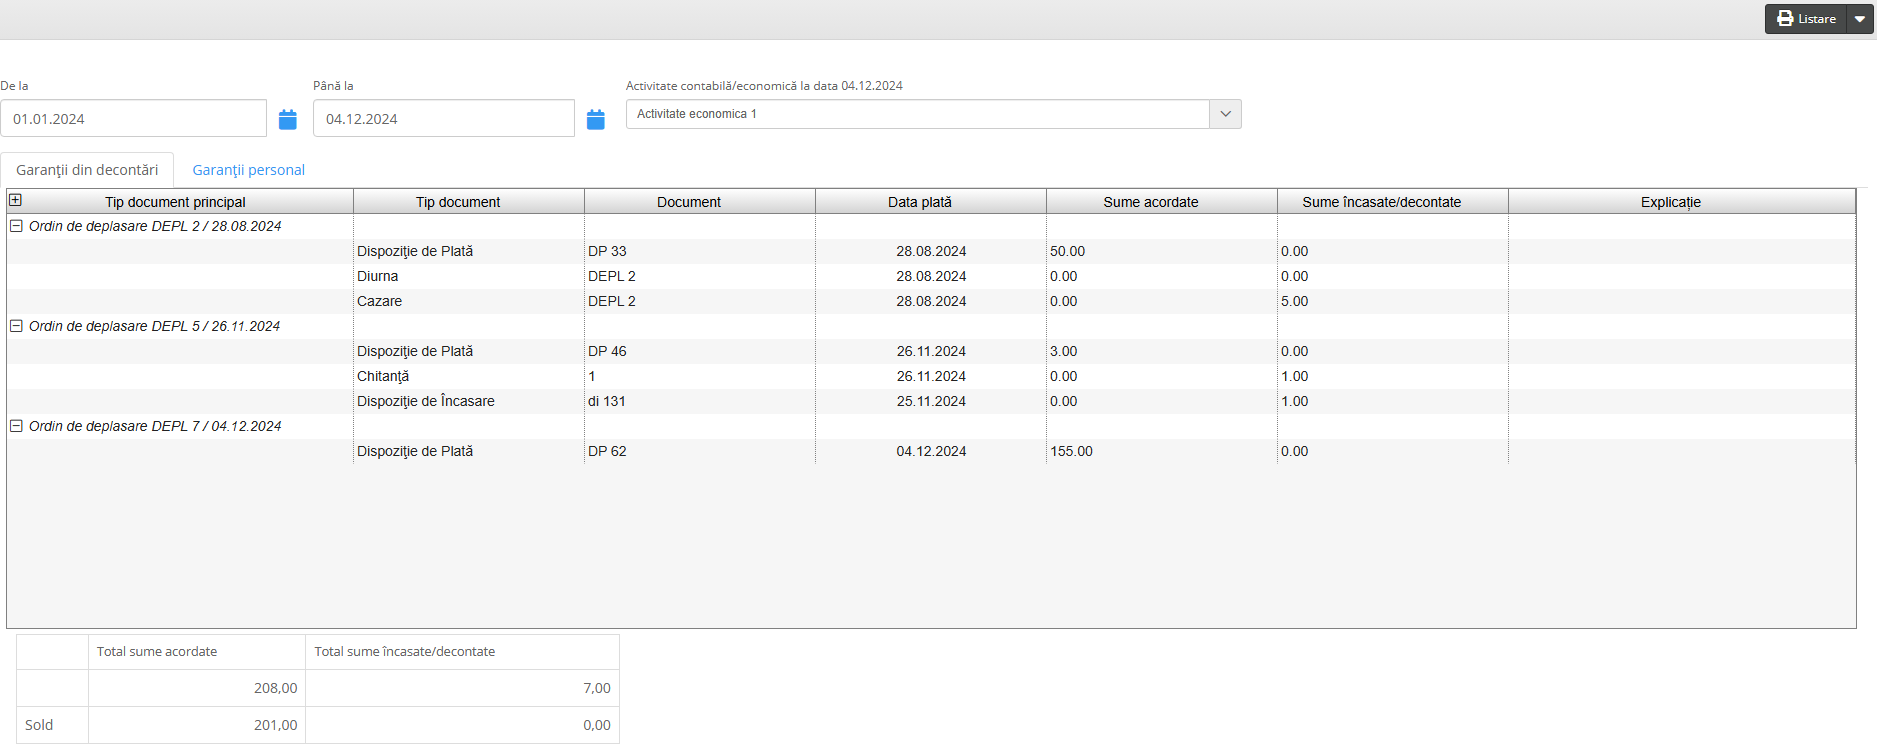 Listare
De la
Până la
Activitate contabilă/economică la data 04.12.2024
01.01.2024
04.12.2024
Activitate economica 1
Garanţii din decontări
Garanţii personal
Tip document principal Tip document Document Data plată Sume acordate Sume încasate/decontate Explicație
Ordin de deplasare DEPL 2 / 28.08.2024
Dispoziţie de Plată DP 33 28.08.2024 50.00 0.00
Diurna DEPL 2 28.08.2024 0.00 0.00
Cazare DEPL 2 28.08.2024 0.00 5.00
Ordin de deplasare DEPL 5 / 26.11.2024
Dispoziţie de Plată DP 46 26.11.2024 3.00 0.00
Chitanţă 1 26.11.2024 0.00 1.00
Dispoziţie de Încasare di 131 25.11.2024 0.00 1.00
Ordin de deplasare DEPL 7 / 04.12.2024
Dispoziţie de Plată DP 62 04.12.2024 155.00 0.00
Total sume acordate Total sume încasate/decontate
208,00 7,00
Sold 201,00 0,00